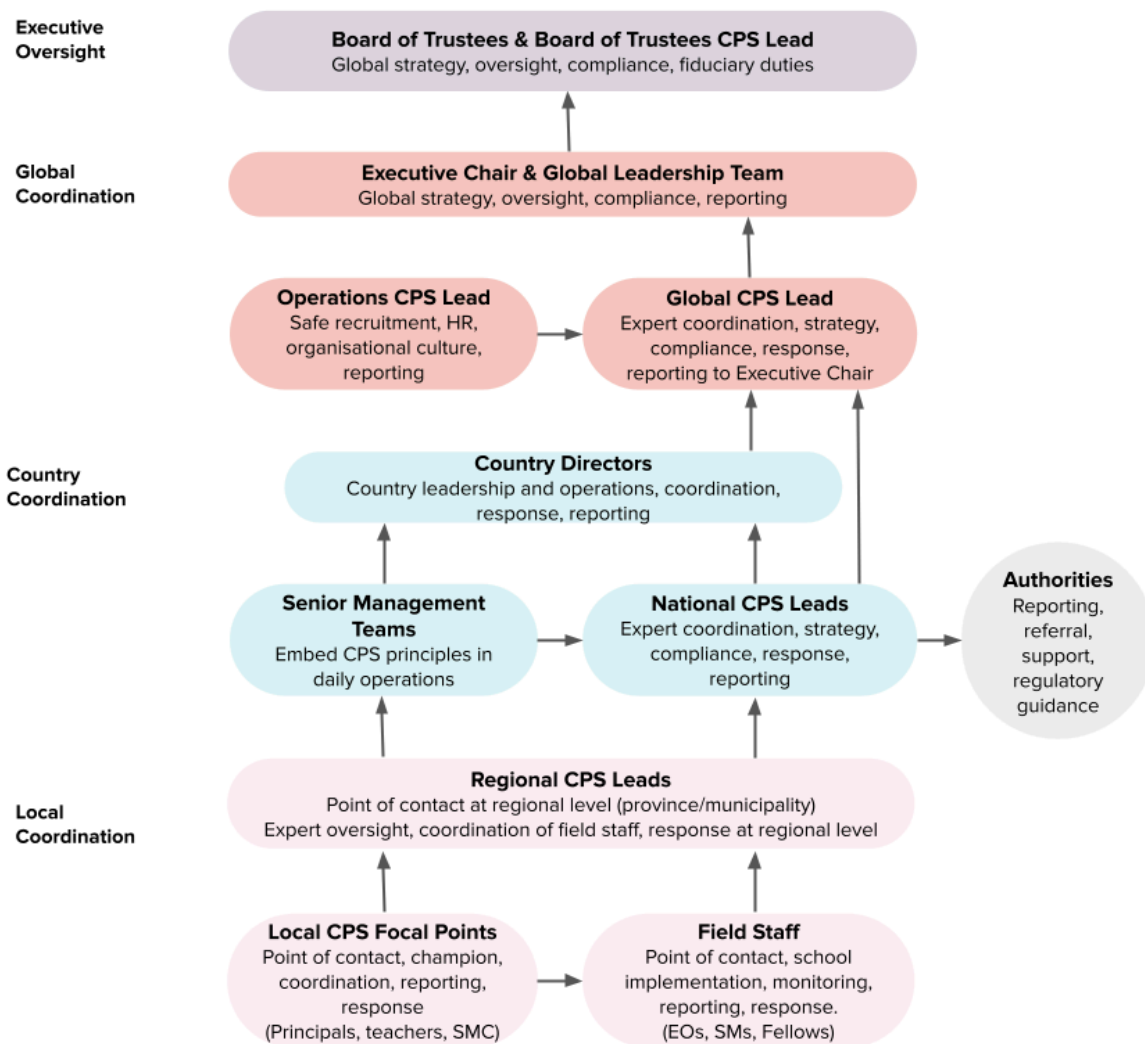 Executive
Oversight
Board of Trustees & Board of Trustees CPS Lead
Global strategy, oversight, compliance, fiduciary duties
Global
Coordination
Executive Chair & Global Leadership Team
Global strategy, oversight, compliance, reporting
Operations CPS Lead
Safe recruitment, HR,
organisational culture,
reporting
Global CPS Lead
Expert coordination, strategy,
compliance, response,
reporting to Executive Chair
Country
Coordination
Country Directors
Country leadership and operations, coordination,
response, reporting
Senior Management
Teams
Embed CPS principles in
daily operations
National CPS Leads
Expert coordination, strategy,
compliance, response,
reporting
Authorities
Reporting,
referral,
support,
regulatory
guidance
Local
Coordination
Regional CPS Leads
Point of contact at regional level (province/municipality)
Expert oversight, coordination of field staff, response at regional level
Local CPS Focal Points
Point of contact, champion,
coordination, reporting,
response
(Principals, teachers, SMC)
Field Staff
Point of contact, school
implementation, monitoring,
reporting, response.
(EOs, SMs, Fellows)